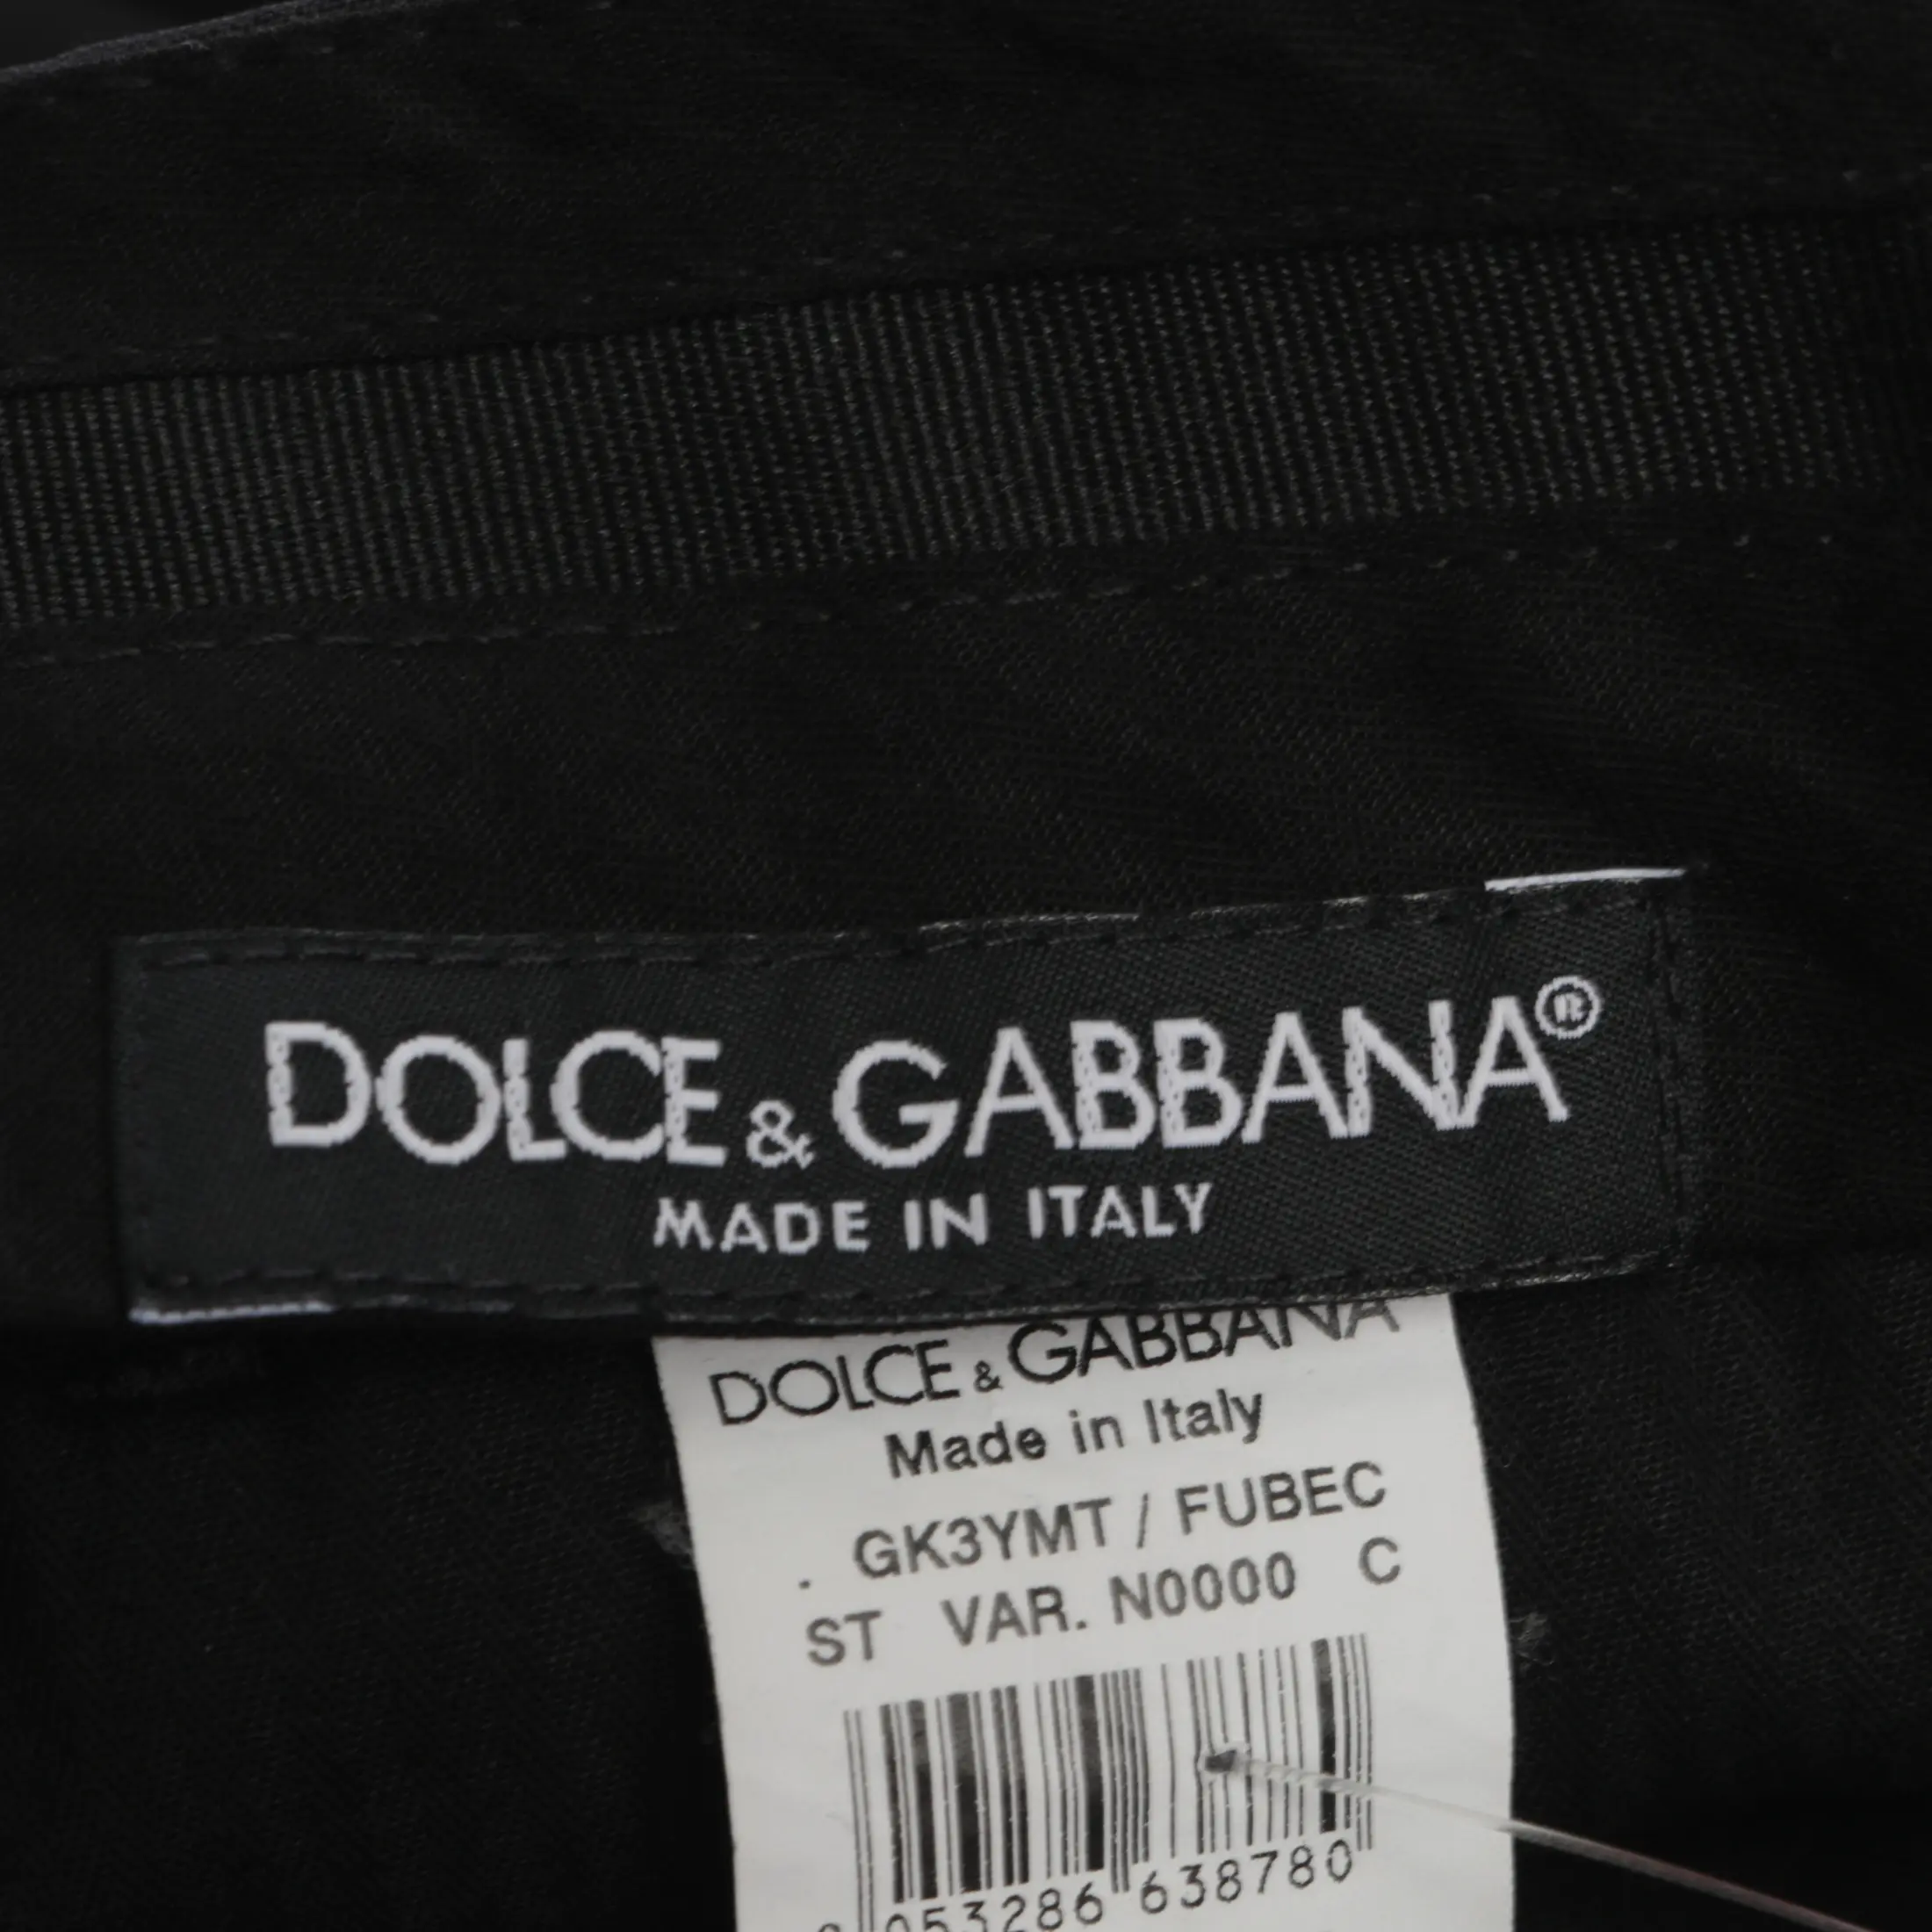 DOLCE & GABBANA®
MADE IN ITALY
DOLCE & GABBANA
Made in Italy
. GK3YMT / FUBEC
ST VAR. N0000 C
053286 638780